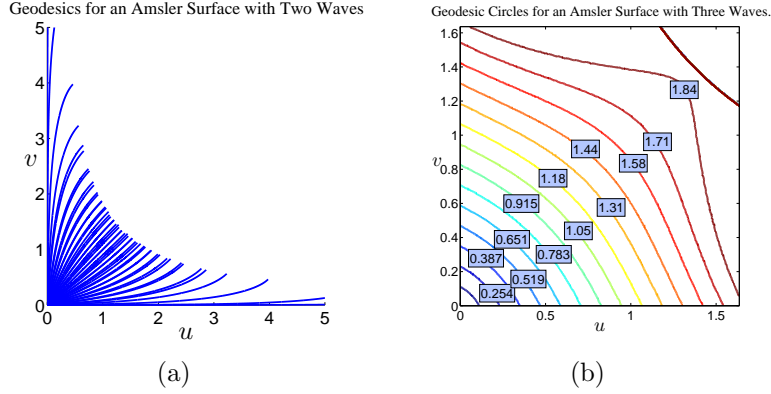 Geodesics for an Amsler Surface with Two Waves
5
4
3
v
2
1
0
0 1 2 3 4 5
u
(a)
Geodesic Circles for an Amsler Surface with Three Waves.
1.6
1.4
1.2
1
v
0.8
0.6
0.4
0.2
0
1.84
1.71
1.44
1.58
1.18
1.31
0.915
1.05
0.651
0.783
0.387
0.519
0.254
0 0.5 1 1.5
u
(b)